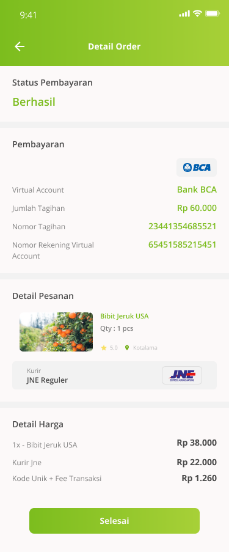 9:41
Detail Order
Status Pembayaran
Berhasil
Pembayaran
BCA
Virtual Account Bank BCA
Jumlah Tagihan Rp 60.000
Nomor Tagihan 23441354685521
Nomor Rekening Virtual Account 65451585215451
Detail Pesanan
Bibit Jeruk USA
Qty : 1 pcs
Kotalama
Kurir
JNE Reguler
JNE
Detail Harga
1x - Bibit Jeruk USA Rp 38.000
Kurir Jne Rp 22.000
Kode Unik + Fee Transaksi Rp 1.260
Selesai